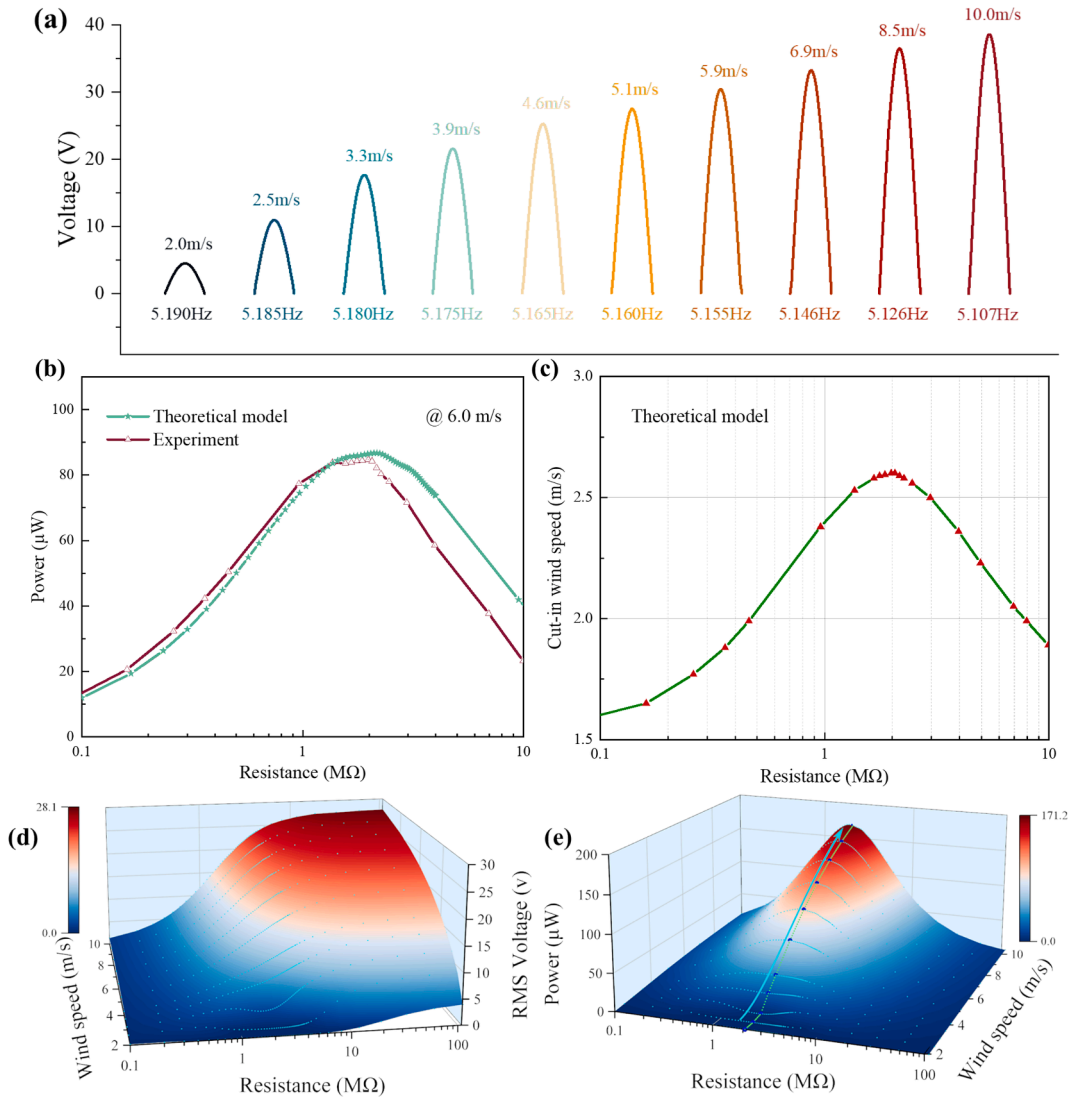 (a)
40
30
20
10
0
Voltage (V)
2.0m/s
2.5m/s
3.3m/s
3.9m/s
4.6m/s
5.1m/s
5.9m/s
6.9m/s
8.5m/s
10.0m/s
5.190Hz
5.185Hz
5.180Hz
5.175Hz
5.165Hz
5.160Hz
5.155Hz
5.146Hz
5.126Hz
5.107Hz
(b)
100
80
60
40
20
0
Power (μW)
Theoretical model
Experiment
@ 6.0 m/s
0.1
1
10
Resistance (MΩ)
(c)
3.0
2.5
2.0
1.5
Cut-in wind speed (m/s)
Theoretical model
0.1
1
10
Resistance (MΩ)
(d)
28.1
0.0
Wind speed (m/s)
10
8
6
4
2
0.1
1
10
100
Resistance (MΩ)
30
25
20
15
10
5
0
RMS Voltage (v)
(e)
200
150
100
50
0
Power (μW)
0.1
1
10
100
Resistance (MΩ)
171.2
0.0
10
8
6
4
2
Wind speed (m/s)